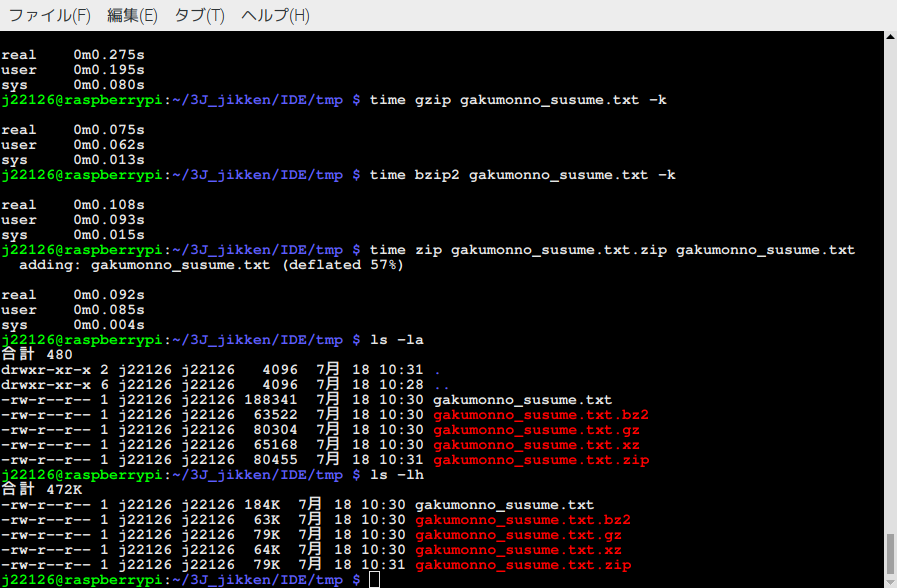 ファイル(F) 編集(E) タブ(T) ヘルプ(H)
real 0m0.275s
user 0m0.195s
sys 0m0.080s
j22126@raspberrypi:~/3J_jikken/IDE/tmp $ time gzip gakumonno_susume.txt -k
real 0m0.075s
user 0m0.062s
sys 0m0.013s
j22126@raspberrypi:~/3J_jikken/IDE/tmp $ time bzip2 gakumonno_susume.txt -k
real 0m0.108s
user 0m0.093s
sys 0m0.015s
j22126@raspberrypi:~/3J_jikken/IDE/tmp $ time zip gakumonno_susume.txt.zip gakumonno_susume.txt
adding: gakumonno_susume.txt (deflated 57%)
real 0m0.092s
user 0m0.085s
sys 0m0.004s
j22126@raspberrypi:~/3J_jikken/IDE/tmp $ ls -la
合計 480
drwxr-xr-x 2 j22126 j22126 4096 7月 18 10:31 .
drwxr-xr-x 6 j22126 j22126 4096 7月 18 10:28 ..
-rw-r--r-- 1 j22126 j22126 188341 7月 18 10:30 gakumonno_susume.txt
-rw-r--r-- 1 j22126 j22126 63522 7月 18 10:30 gakumonno_susume.txt.bz2
-rw-r--r-- 1 j22126 j22126 80304 7月 18 10:30 gakumonno_susume.txt.gz
-rw-r--r-- 1 j22126 j22126 65168 7月 18 10:30 gakumonno_susume.txt.xz
-rw-r--r-- 1 j22126 j22126 80455 7月 18 10:31 gakumonno_susume.txt.zip
j22126@raspberrypi:~/3J_jikken/IDE/tmp $ ls -lh
合計 472K
-rw-r--r-- 1 j22126 j22126 184K 7月 18 10:30 gakumonno_susume.txt
-rw-r--r-- 1 j22126 j22126 63K 7月 18 10:30 gakumonno_susume.txt.bz2
-rw-r--r-- 1 j22126 j22126 79K 7月 18 10:30 gakumonno_susume.txt.gz
-rw-r--r-- 1 j22126 j22126 64K 7月 18 10:30 gakumonno_susume.txt.xz
-rw-r--r-- 1 j22126 j22126 79K 7月 18 10:31 gakumonno_susume.txt.zip
j22126@raspberrypi:~/3J_jikken/IDE/tmp $